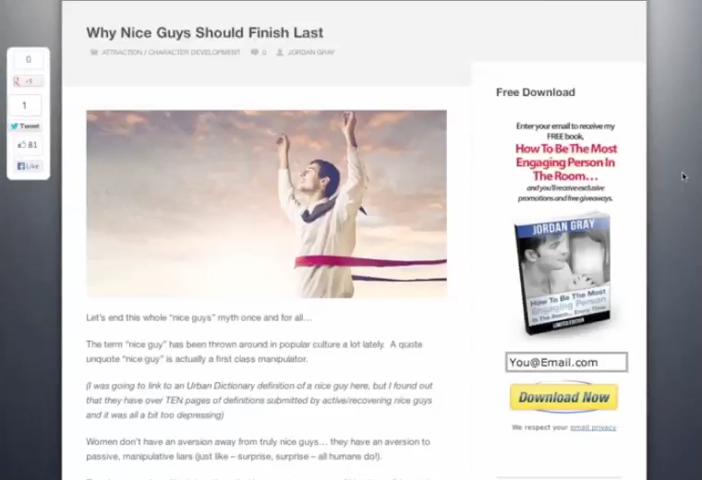 Why Nice Guys Should Finish Last
ATTRACTION / CHARACTER DEVELOPMENT 0 JORDAN GRAY
0
+1
1
Tweet
81
Like
Let's end this whole "nice guys" myth once and for all...
The term "nice guy" has been thrown around in popular culture a lot lately. A quote
unquote "nice guy" is actually a first class manipulator.
(I was going to link to an Urban Dictionary definition of a nice guy here, but I found out
that they have over TEN pages of definitions submitted by active/recovering nice guys
and it was all a bit too depressing)
Women don't have an aversion away from truly nice guys... they have an aversion to
passive, manipulative liars (just like – surprise, surprise – all humans do!).
Free Download
Enter your email to receive my
FREE book,
How To Be The Most
Engaging Person In
The Room...
and you'll receive exclusive
promotions and free giveaways.
JORDAN GRAY
How To Be The Most
Engaging Person
In The Room... Every Time
LIMITED EDITION
You@Email.com
Download Now
We respect your email privacy